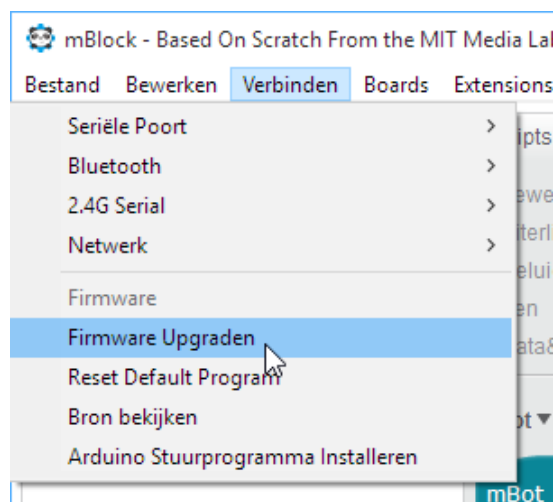 mBlock - Based On Scratch From the MIT Media La
Bestand Bewerken Verbinden Boards Extensions
Seriële Poort
Bluetooth
2.4G Serial
Netwerk
Firmware
Firmware Upgraden
Reset Default Program
Bron bekijken
Arduino Stuurprogramma Installeren
mBot